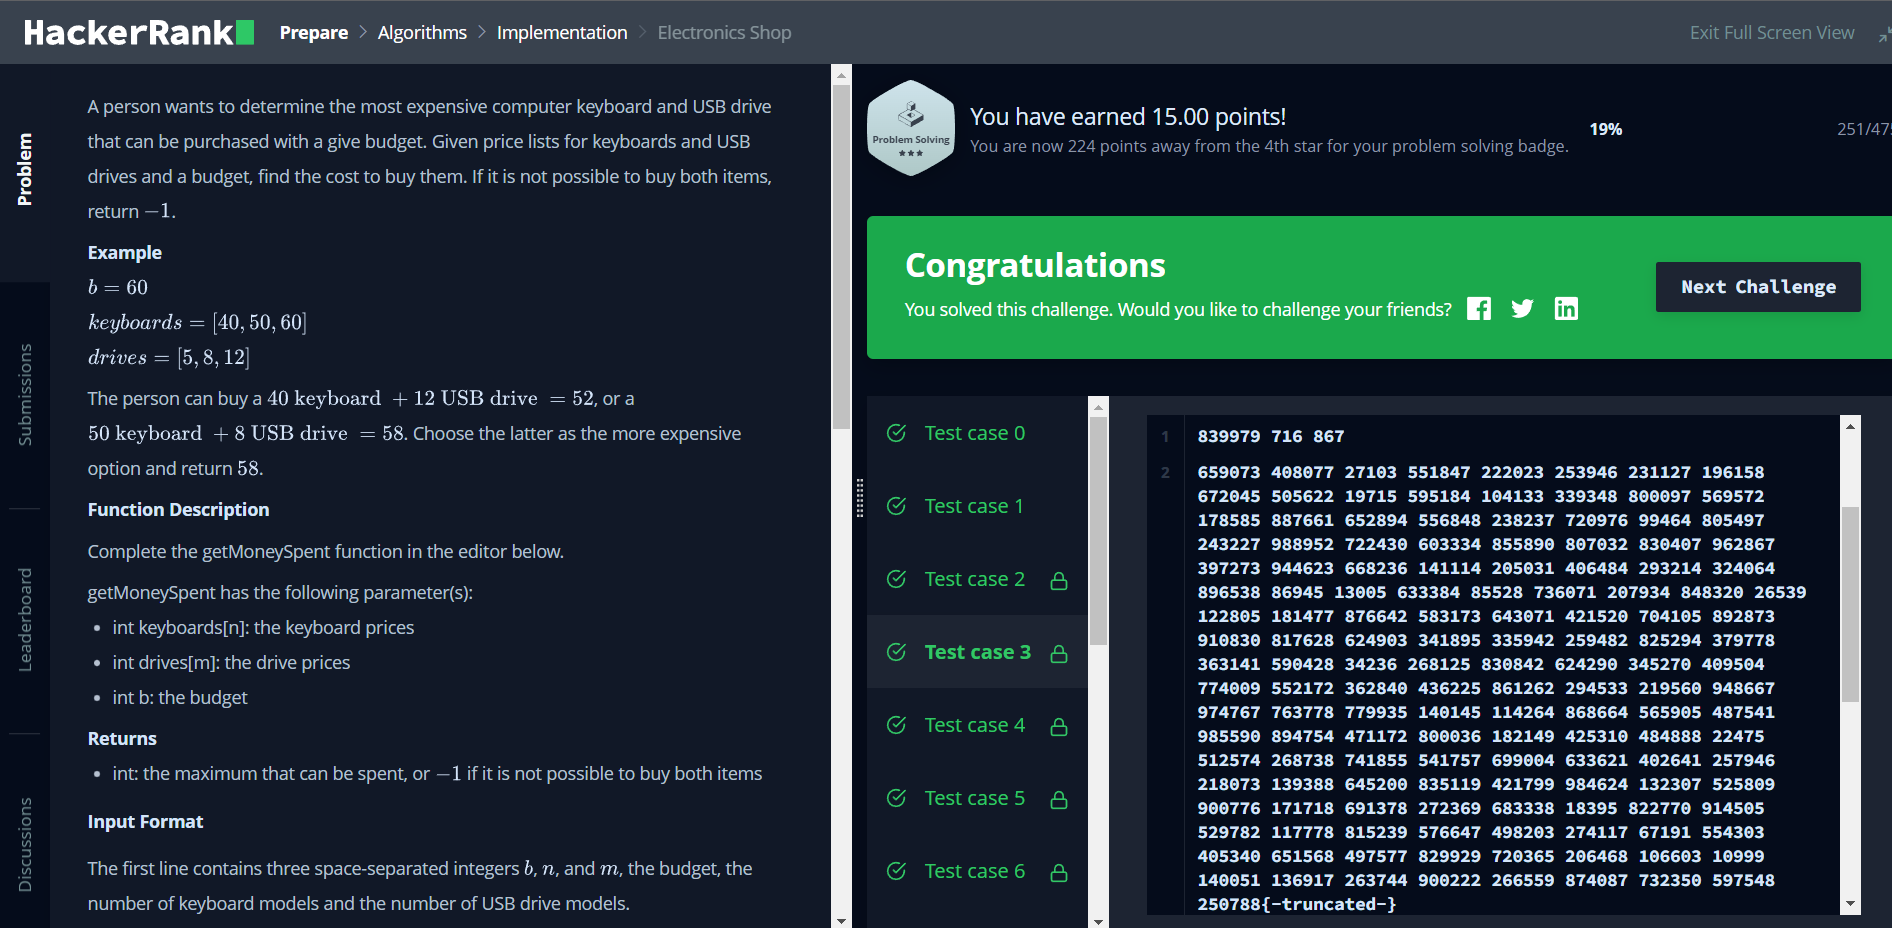 HackerRank
Prepare > Algorithms > Implementation > Electronics Shop
Exit Full Screen View
Problem
Submissions
Leaderboard
Discussions
A person wants to determine the most expensive computer keyboard and USB drive
that can be purchased with a give budget. Given price lists for keyboards and USB
drives and a budget, find the cost to buy them. If it is not possible to buy both items,
return −1.
Example
b = 60
keyboards = [40, 50, 60]
drives = [5, 8, 12]
The person can buy a 40 keyboard + 12 USB drive = 52, or a
50 keyboard + 8 USB drive = 58. Choose the latter as the more expensive
option and return 58.
Function Description
Complete the getMoneySpent function in the editor below.
getMoneySpent has the following parameter(s):
• int keyboards[n]: the keyboard prices
• int drives[m]: the drive prices
• int b: the budget
Returns
• int: the maximum that can be spent, or −1 if it is not possible to buy both items
Input Format
The first line contains three space-separated integers b, n, and m, the budget, the
number of keyboard models and the number of USB drive models.
Problem Solving
You have earned 15.00 points!
You are now 224 points away from the 4th star for your problem solving badge.
19%
251/475
Congratulations
You solved this challenge. Would you like to challenge your friends?
Next Challenge
Test case 0
Test case 1
Test case 2
Test case 3
Test case 4
Test case 5
Test case 6
1 839979 716 867
2 659073 408077 27103 551847 222023 253946 231127 196158
672045 505622 19715 595184 104133 339348 800097 569572
178585 887661 652894 556848 238237 720976 99464 805497
243227 988952 722430 603334 855890 807032 830407 962867
397273 944623 668236 141114 205031 406484 293214 324064
896538 86945 13005 633384 85528 736071 207934 848320 26539
122805 181477 876642 583173 643071 421520 704105 892873
910830 817628 624903 341895 335942 259482 825294 379778
363141 590428 34236 268125 830842 624290 345270 409504
774009 552172 362840 436225 861262 294533 219560 948667
974767 763778 779935 140145 114264 868664 565905 487541
985590 894754 471172 800036 182149 425310 484888 22475
512574 268738 741855 541757 699004 633621 402641 257946
218073 139388 645200 835119 421799 984624 132307 525809
900776 171718 691378 272369 683338 18395 822770 914505
529782 117778 815239 576647 498203 274117 67191 554303
405340 651568 497577 829929 720365 206468 106603 10999
140051 136917 263744 900222 266559 874087 732350 597548
250788{-truncated-}